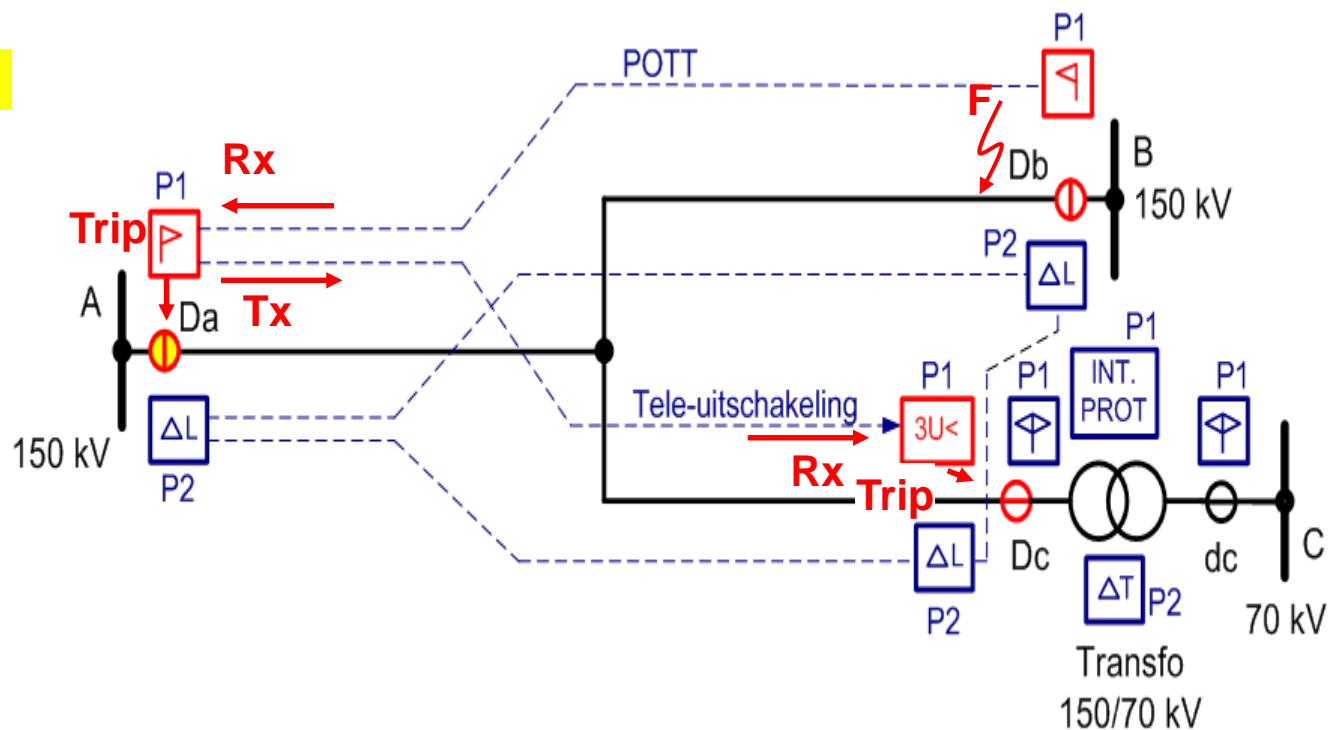 P1
POTT
F
Rx
Db
B
P1
150 kV
Trip
P2
Tx
ΔL
A
Da
P1
P1
P1
P1
INT.
PROT
Tele-uitschakeling
3U<
ΔL
150 kV
P2
Rx
Trip
ΔL
Dc
dc
C
P2
ΔT
P2
70 kV
Transfo
150/70 kV